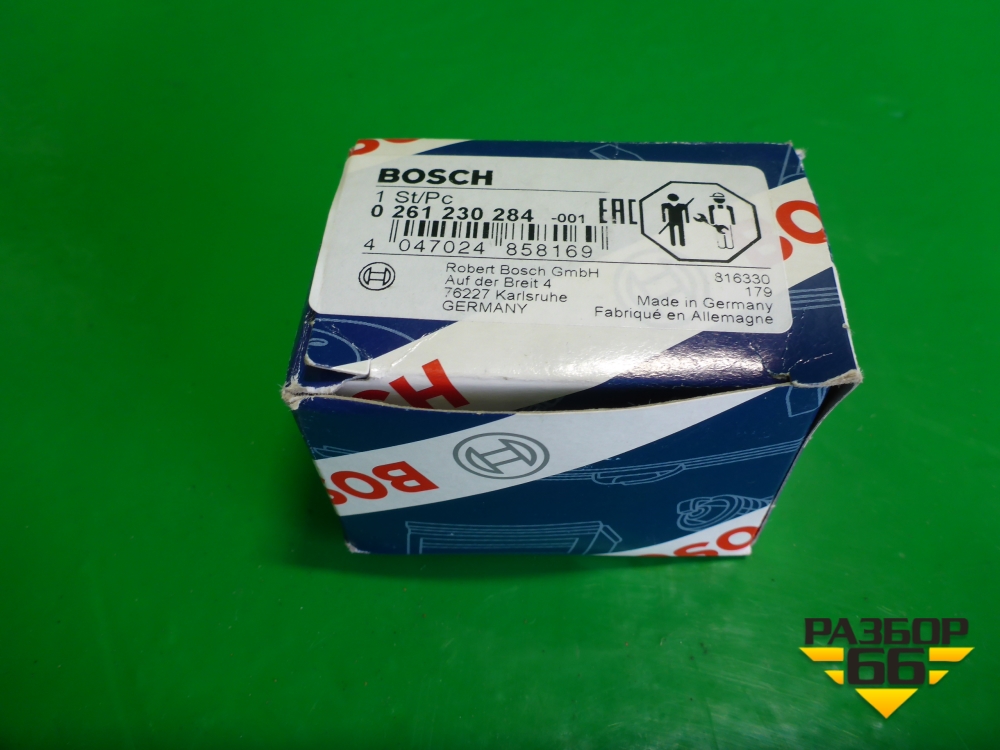 BOSCH
1 St/Pc
0 261 230 284 -001
EAC
4 047024 858169
Robert Bosch GmbH
Auf der Breit 4
76227 Karlsruhe
GERMANY
816330
179
Made in Germany
Fabriqué en Allemagne
BOSCH
РАЗБОР
66